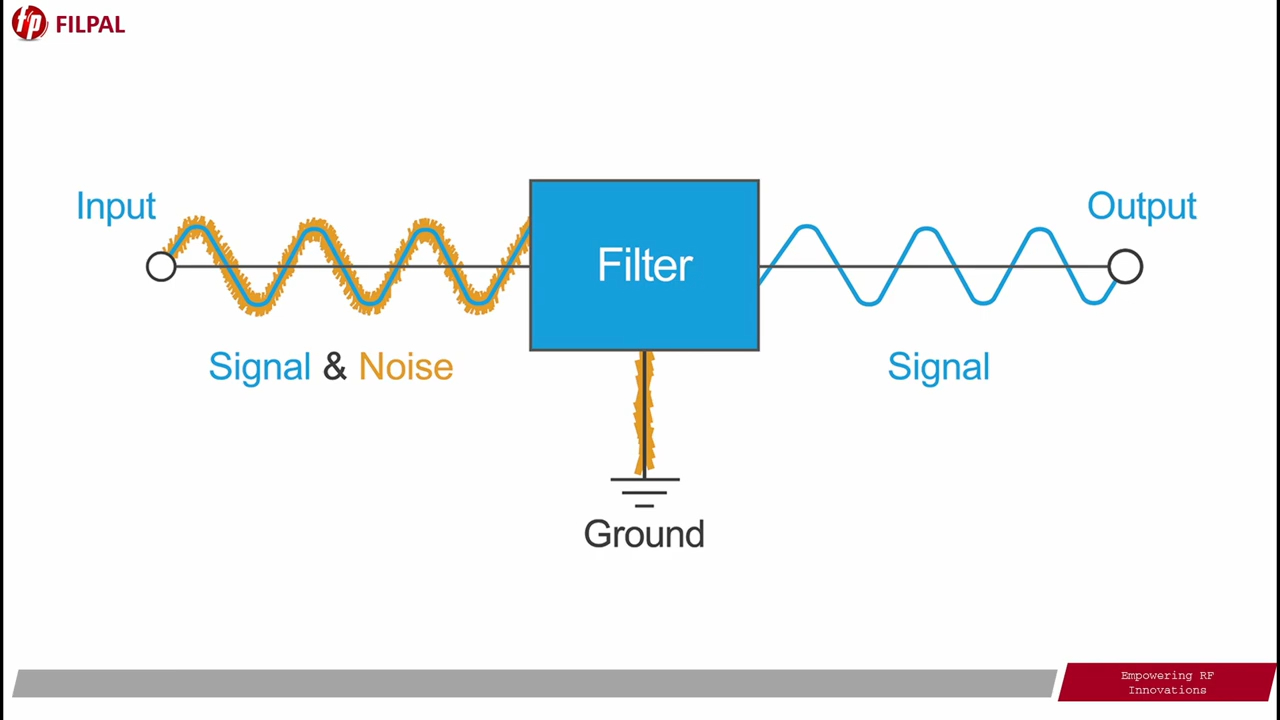 fp FILPAL
Input
Output
Filter
Signal & Noise
Signal
Ground
Empowering RF
Innovations